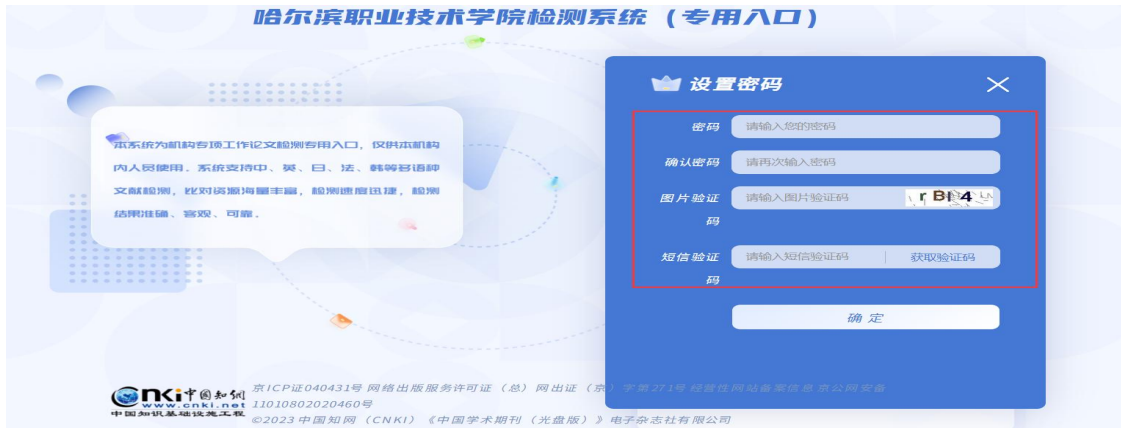 哈尔滨职业技术学院检测系统（专用入口）
设置密码
本系统为机构专项工作论文检测专用入口，仅供本机构
内人员使用。系统支持中、英、日、法、韩等多语种
文献检测，比对资源海量丰富，检测速度迅捷，检测
结果准确、客观、可靠。
密码 请输入您的密码
确认密码 请再次输入密码
图片验证码 请输入图片验证码
短信验证码 请输入短信验证码 获取验证码
确 定
cnki 中国知网
www.cnki.net
中国知识基础设施工程
京ICP证040431号 网络出版服务许可证（总）网出证（京）字第271号 经营性网站备案信息 京公网安备
11010802020460号
©2023 中国知网（CNKI）《中国学术期刊（光盘版）》电子杂志社有限公司